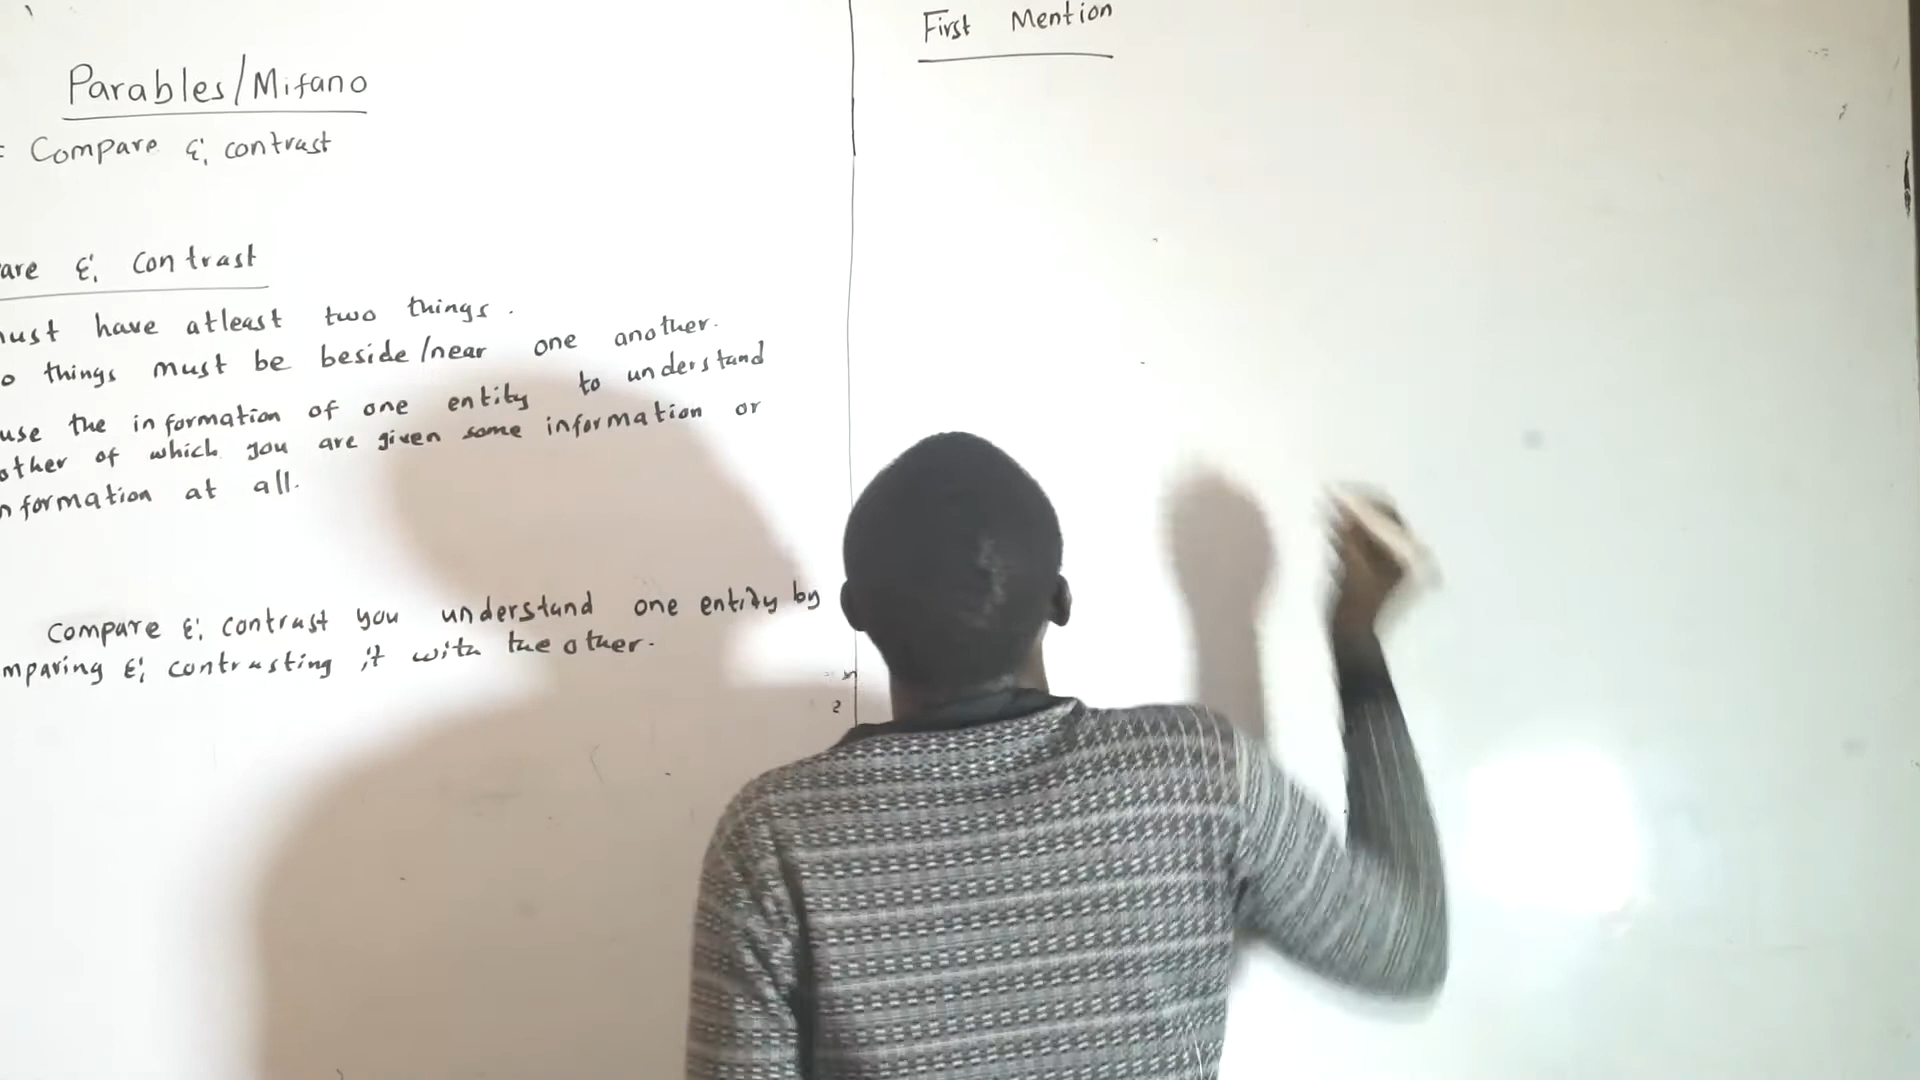 Parables/Mifano
= Compare & contrast
are & contrast
must have atleast two things.
o things must be beside/near one another.
use the information of one entity to understand
other of which you are given some information or
nformation at all.
Compare & contrast you understand one entity by
mparing & contrasting it with the other.
First Mention